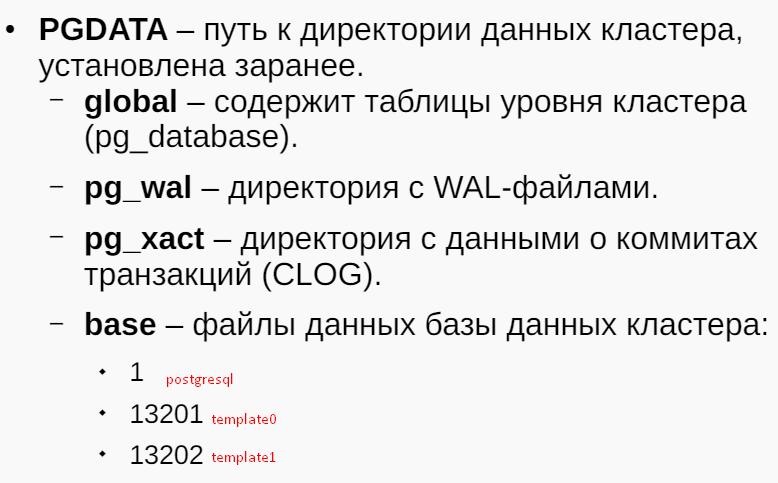 • PGDATA – путь к директории данных кластера,
установлена заранее.
– global – содержит таблицы уровня кластера
(pg_database).
– pg_wal – директория с WAL-файлами.
– pg_xact – директория с данными о коммитах
транзакций (CLOG).
– base – файлы данных базы данных кластера:
◆ 1 postgresql
◆ 13201 template0
◆ 13202 template1